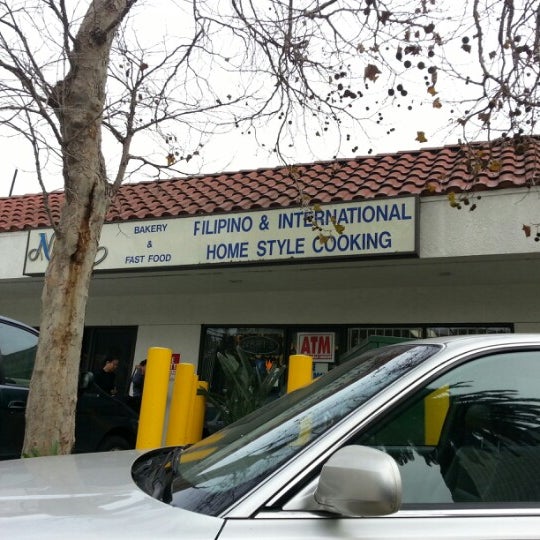 BAKERY
&
FAST FOOD
FILIPINO & INTERNATIONAL
HOME STYLE COOKING
ATM